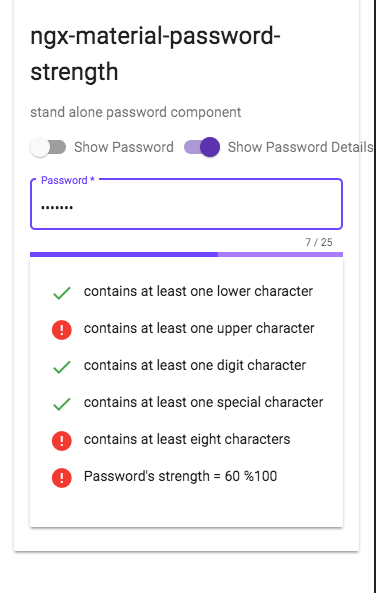 ngx-material-password-
strength
stand alone password component
Show Password Show Password Details
Password *
•••••••
7 / 25
contains at least one lower character
contains at least one upper character
contains at least one digit character
contains at least one special character
contains at least eight characters
Password's strength = 60 %100